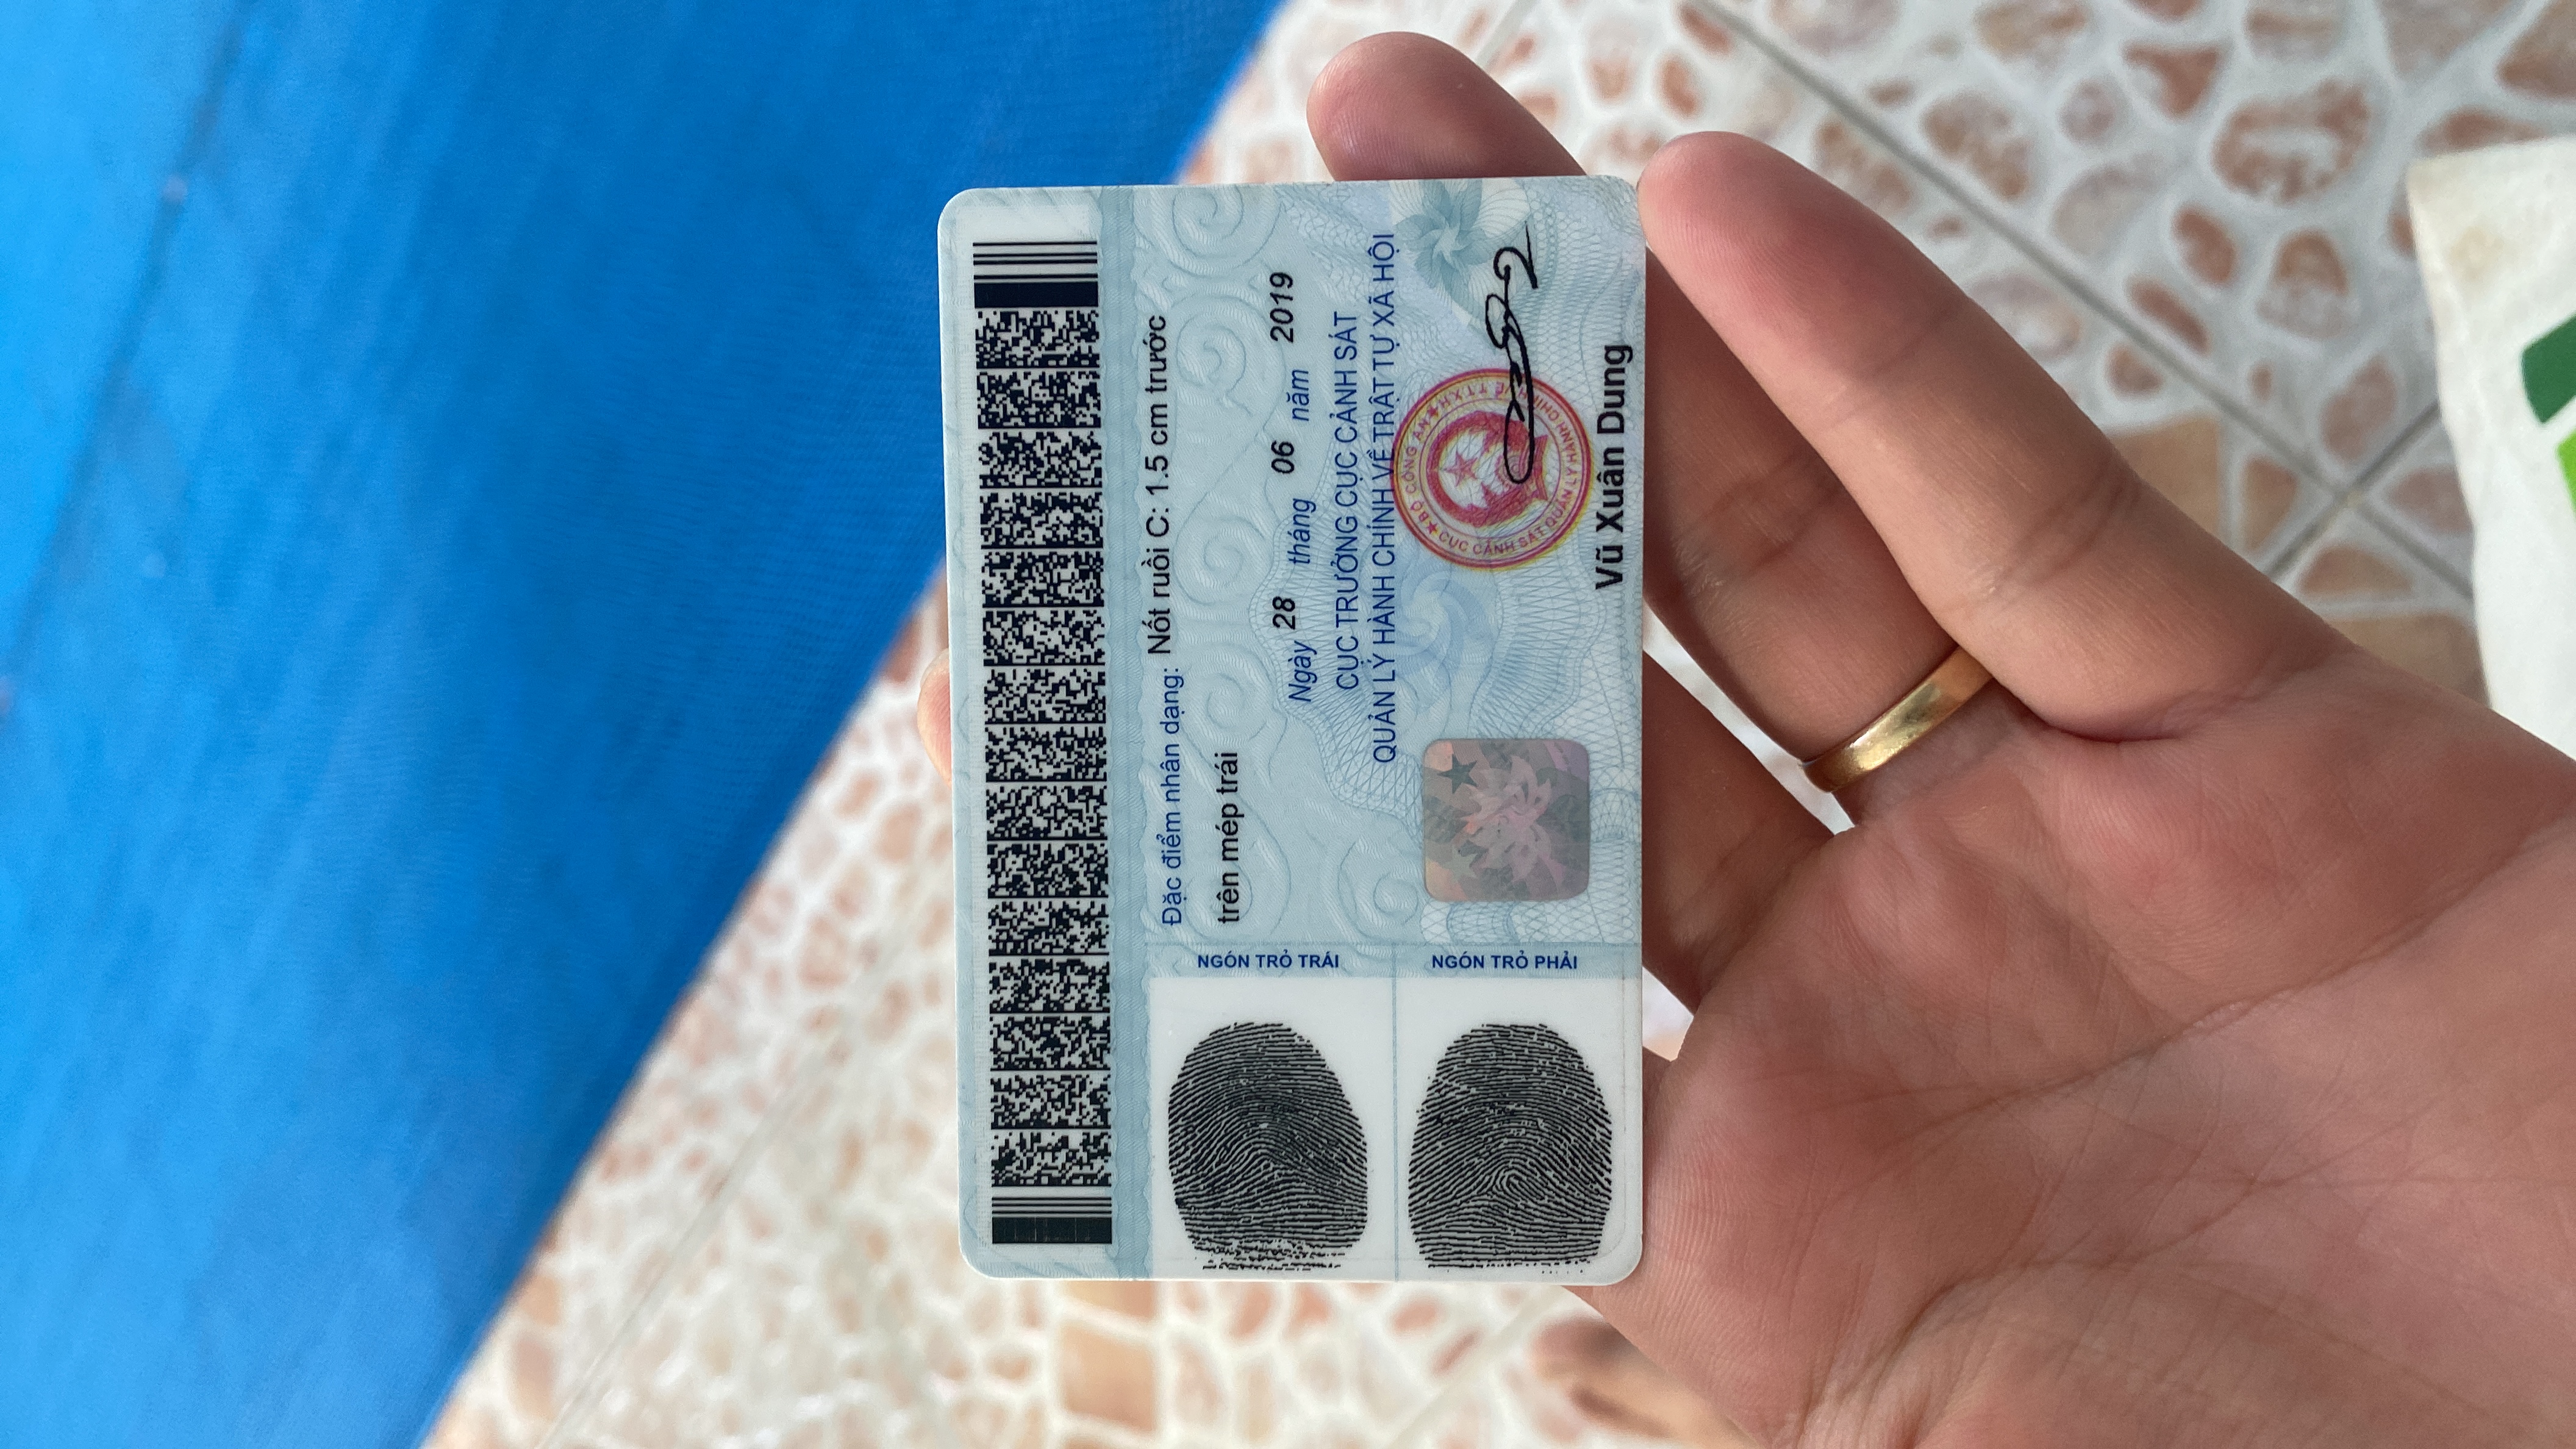 Đặc điểm nhân dạng: Nốt ruồi C: 1.5 cm trước
trên mép trái
Ngày 28 tháng 06 năm 2019
CỤC TRƯỞNG CỤC CẢNH SÁT
QUẢN LÝ HÀNH CHÍNH VỀ TRẬT TỰ XÃ HỘI
NGÓN TRỎ TRÁI
NGÓN TRỎ PHẢI
BỘ CÔNG AN
CỤC CẢNH SÁT QUẢN LÝ HÀNH CHÍNH
TTXH
Vũ Xuân Dung